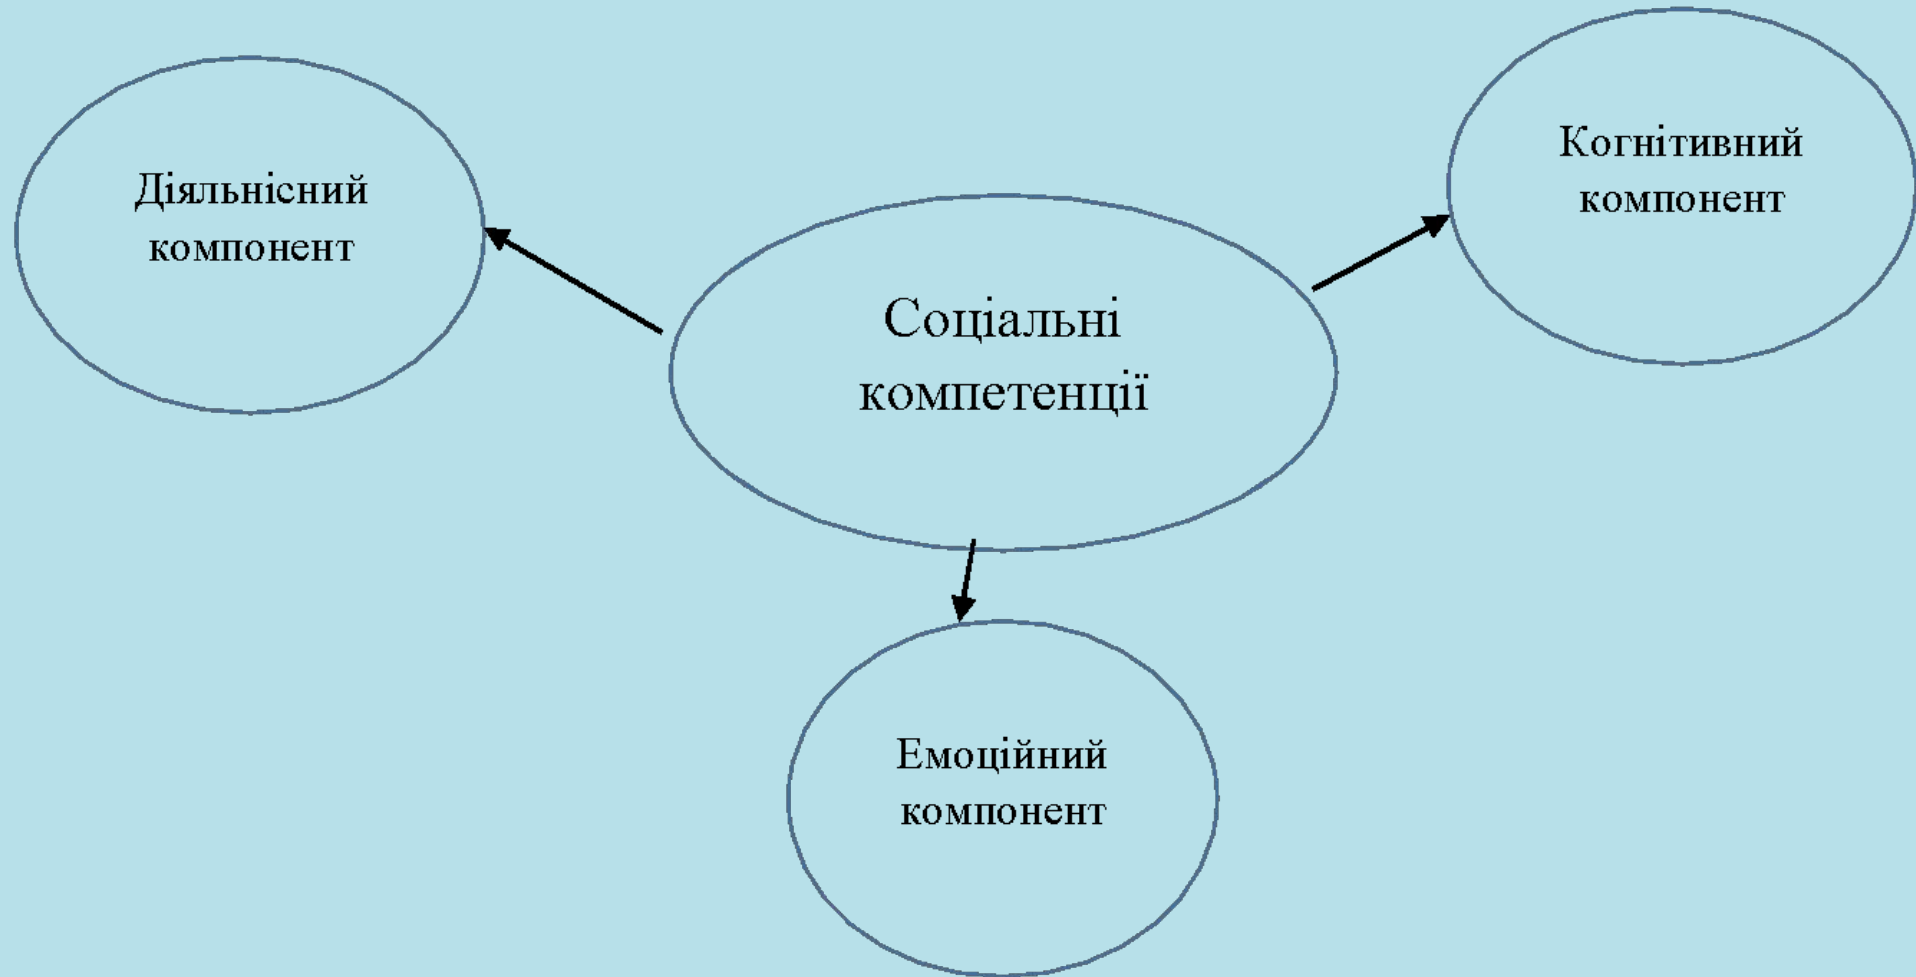 Діяльнісний
компонент
Соціальні
компетенції
Когнітивний
компонент
Емоційний
компонент